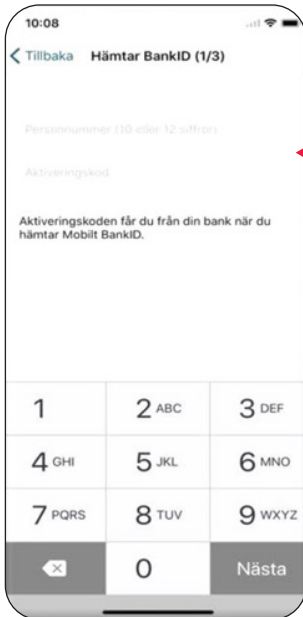 10:08
Tillbaka Hämtar BankID (1/3)
Personnummer (10 eller 12 siffror)
Aktiveringskod
Aktiveringskoden får du från din bank när du
hämtar Mobilt BankID.
1 2 ABC 3 DEF
4 GHI 5 JKL 6 MNO
7 PQRS 8 TUV 9 WXYZ
0 Nästa